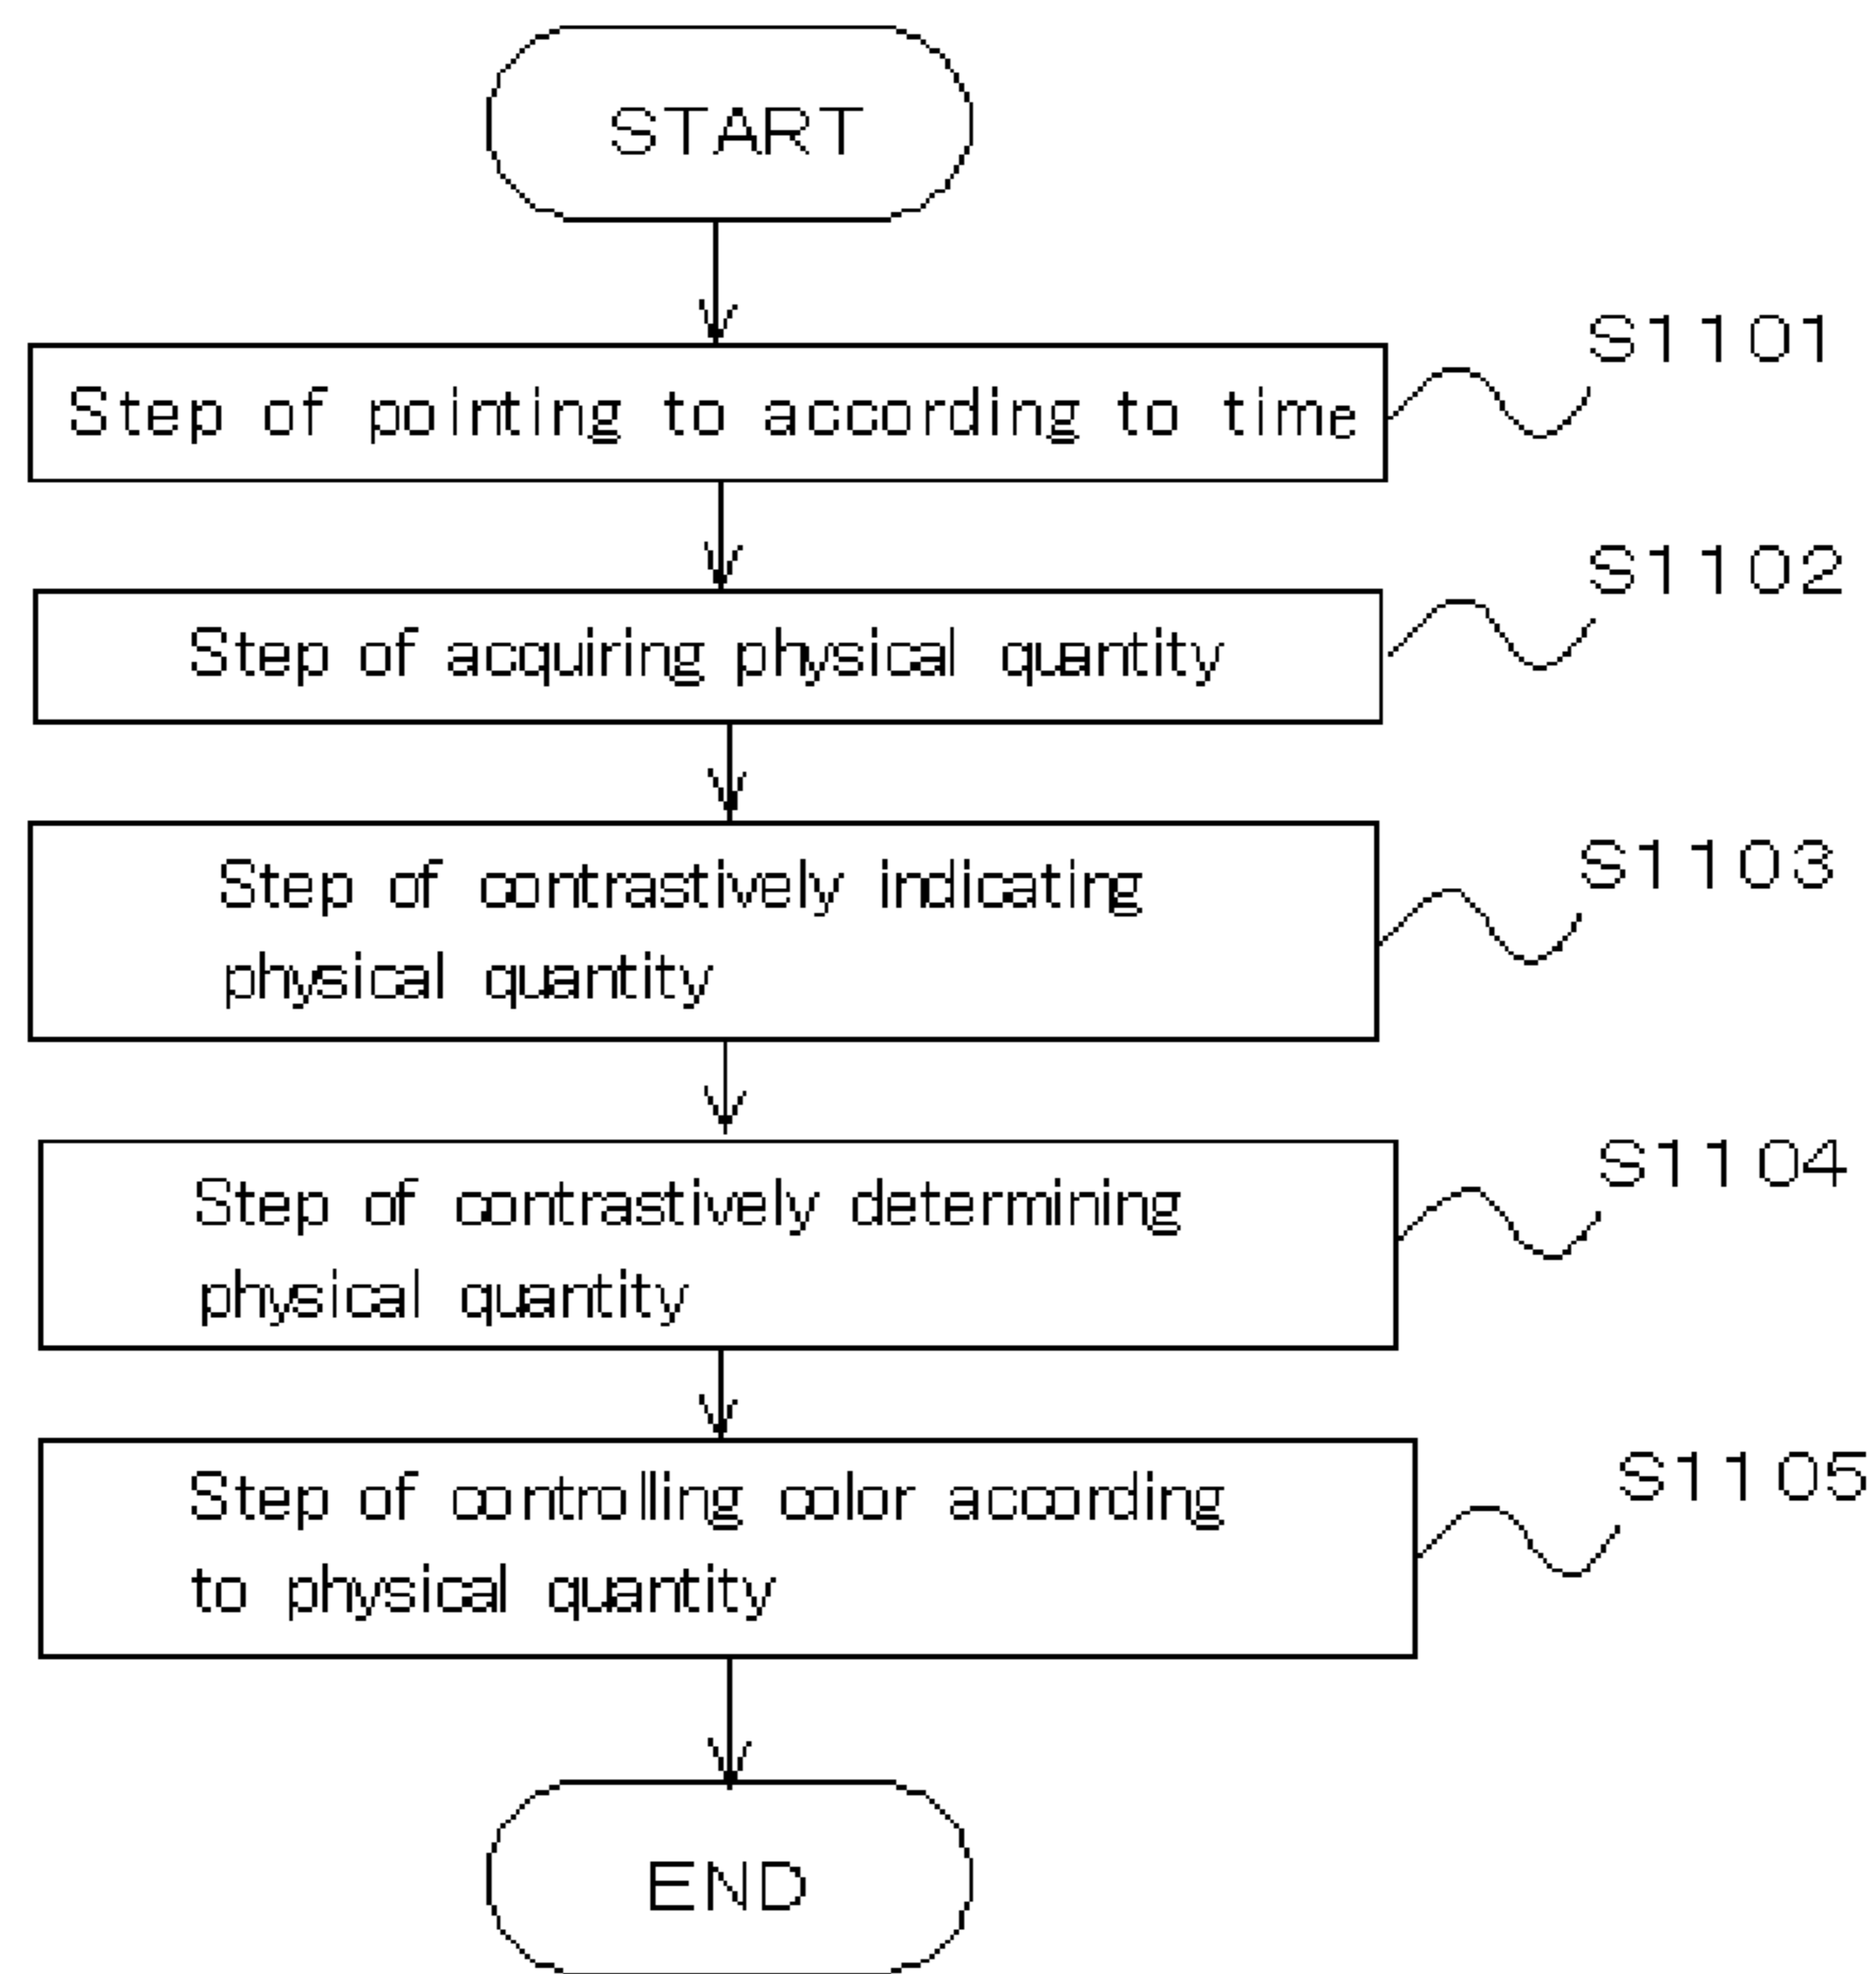 START
S1101
Step of pointing to according to time
S1102
Step of acquiring physical quantity
S1103
Step of contrastively indicating
physical quantity
S1104
Step of contrastively determining
physical quantity
S1105
Step of controlling color according
to physical quantity
END